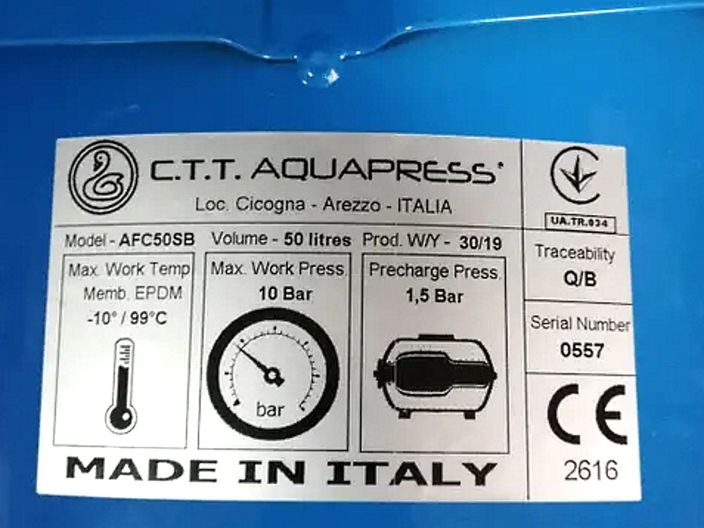 C.T.T. AQUAPRESS
Loc. Cicogna - Arezzo - ITALIA
UA.TR.034
Model - AFC50SB Volume - 50 litres Prod. W/Y - 30/19
Max. Work Temp
Memb. EPDM
-10° / 99°C
Max. Work Press.
10 Bar
bar
Precharge Press.
1,5 Bar
Traceability
Q/B
Serial Number
0557
CE
2616
MADE IN ITALY